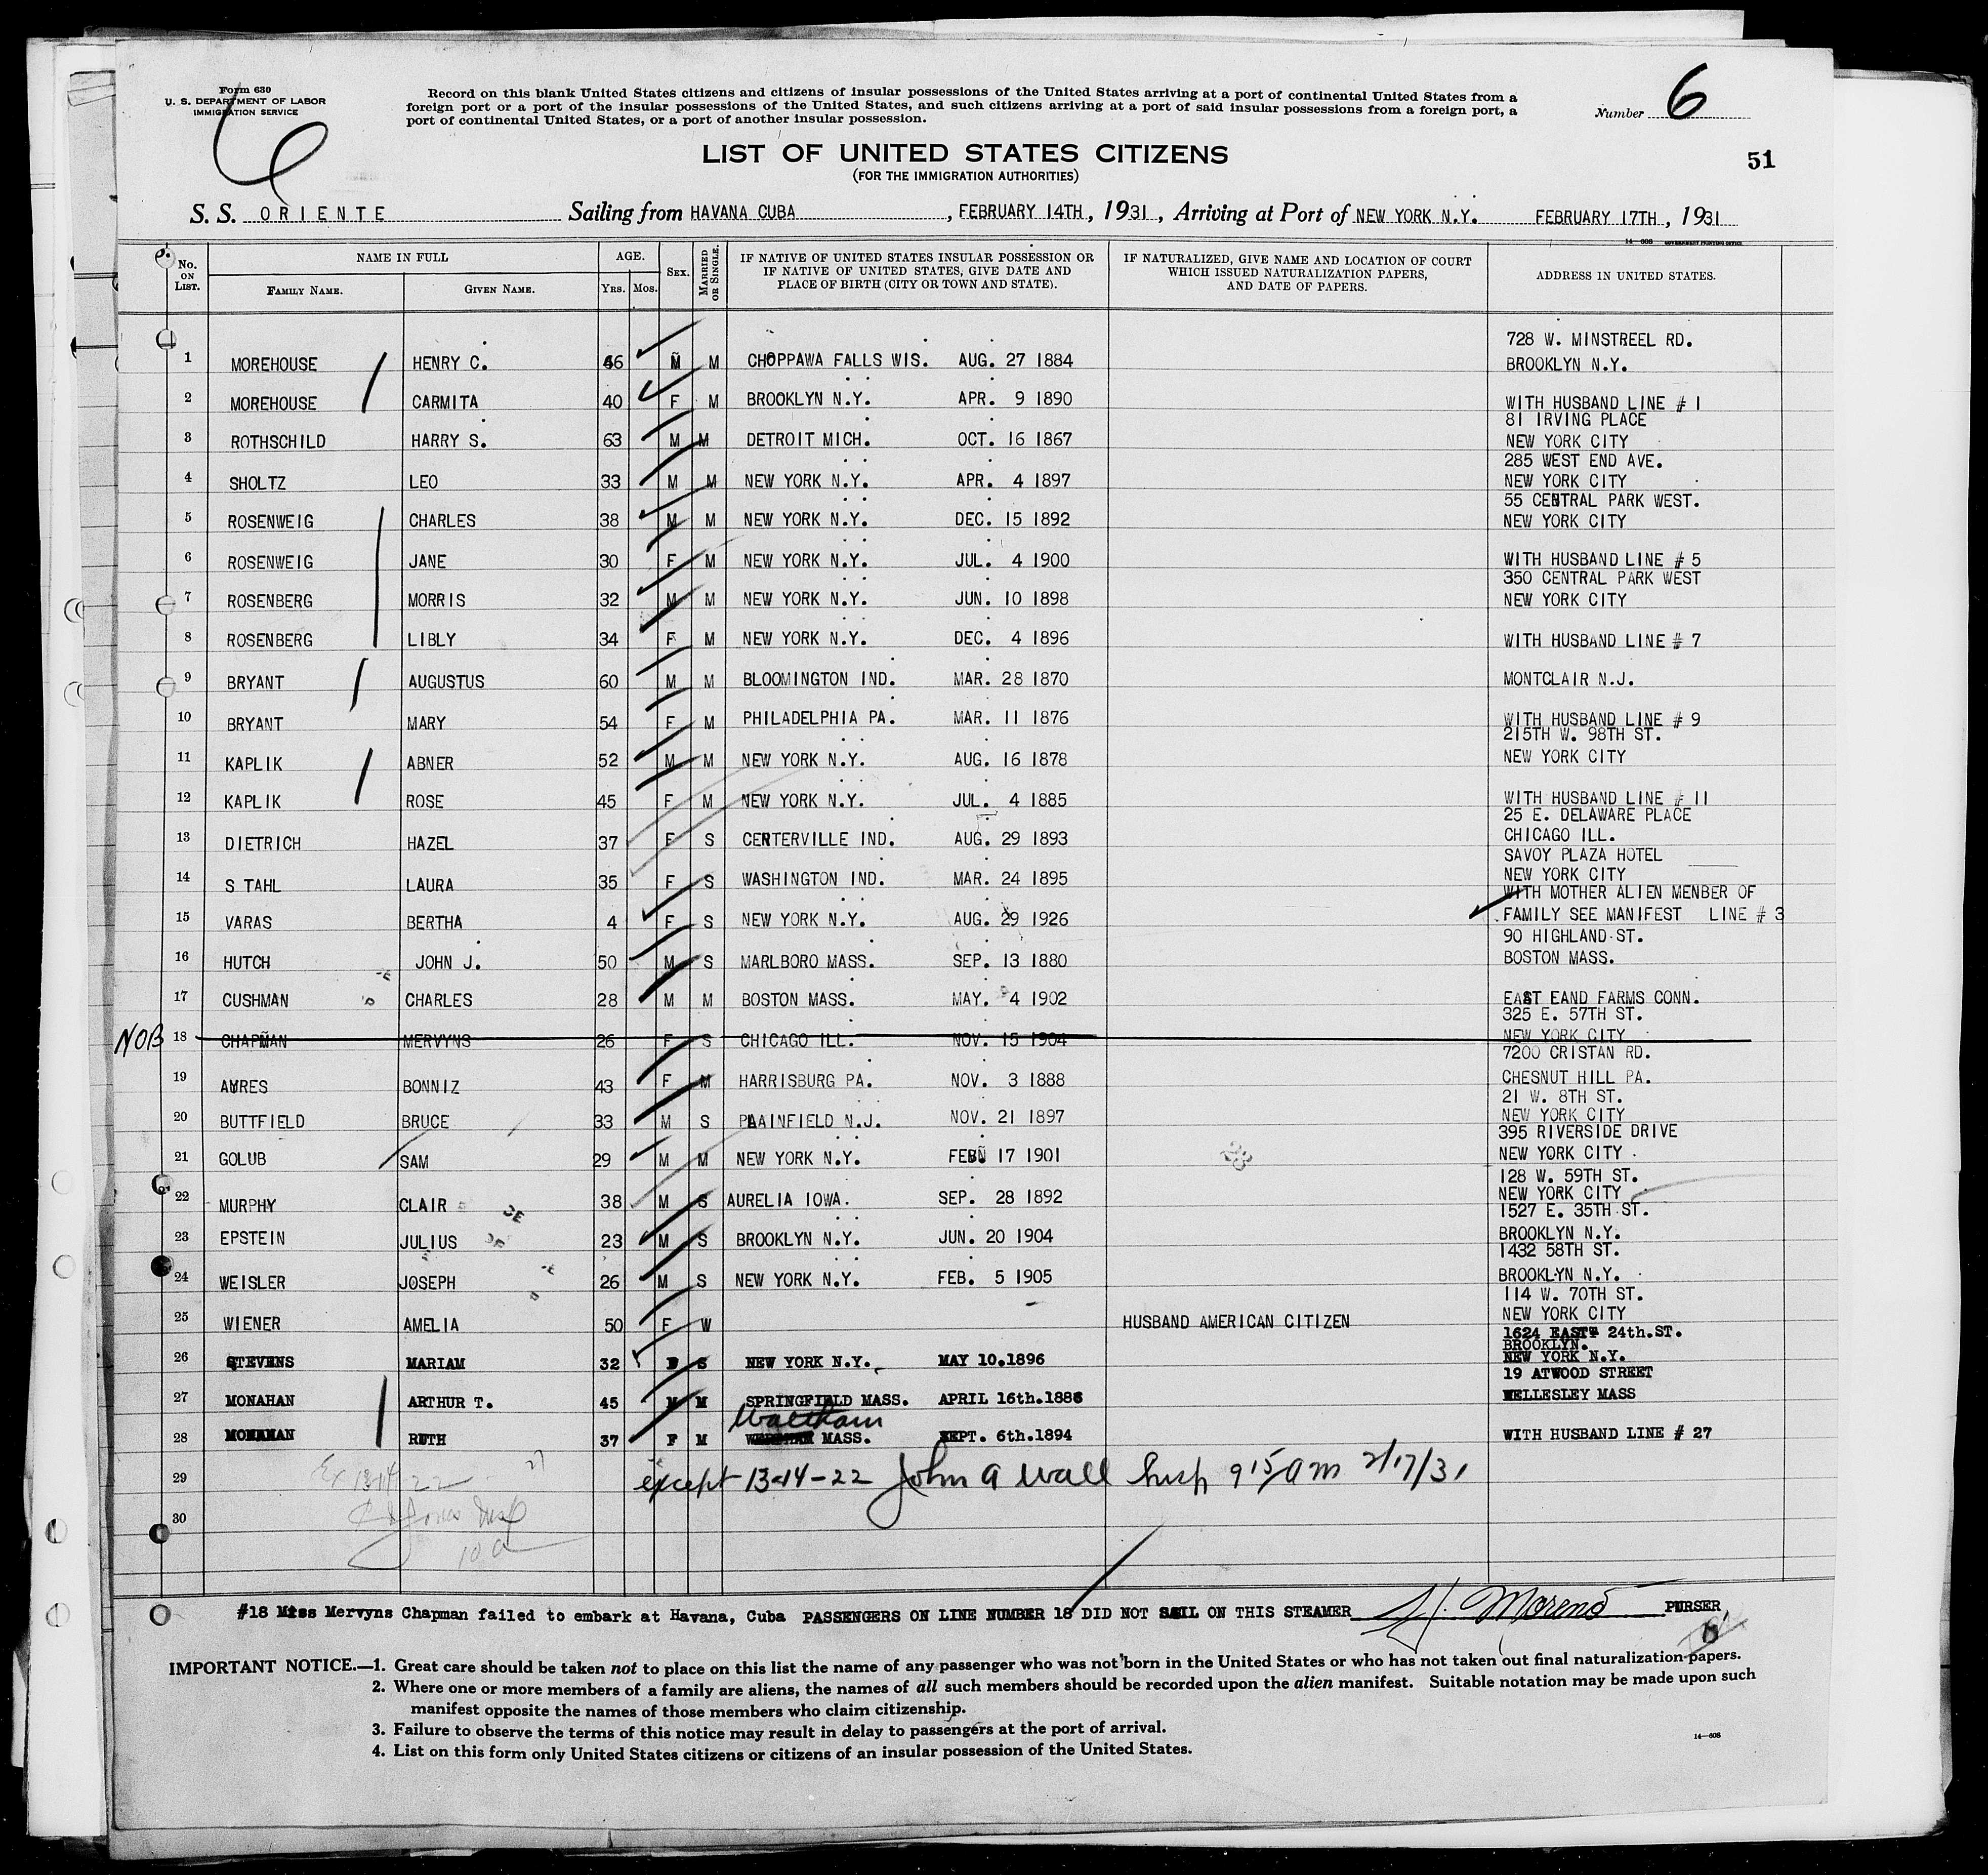 Form 630
U. S. DEPARTMENT OF LABOR
IMMIGRATION SERVICE
6
Record on this blank United States citizens and citizens of insular possessions of the United States arriving at a port of continental United States from a
foreign port or a port of the insular possessions of the United States, and such citizens arriving at a port of said insular possessions from a foreign port, a
port of continental United States, or a port of another insular possession.
Number 6
LIST OF UNITED STATES CITIZENS
(FOR THE IMMIGRATION AUTHORITIES)
51
S. S. ORIENTE Sailing from HAVANA CUBA, FEBRUARY 14TH, 1931, Arriving at Port of NEW YORK N.Y. FEBRUARY 17TH, 1931
14-608 GOVERNMENT PRINTING OFFICE
No. ON LIST. NAME IN FULL FAMILY NAME. GIVEN NAME. AGE. YRS. MOS. SEX. MARRIED OR SINGLE. IF NATIVE OF UNITED STATES INSULAR POSSESSION OR IF NATIVE OF UNITED STATES, GIVE DATE AND PLACE OF BIRTH (CITY OR TOWN AND STATE). IF NATURALIZED, GIVE NAME AND LOCATION OF COURT WHICH ISSUED NATURALIZATION PAPERS, AND DATE OF PAPERS. ADDRESS IN UNITED STATES.
728 W. MINSTREEL RD.
1 MOREHOUSE HENRY C. 46 M M CHOPPAWA FALLS WIS. AUG. 27 1884 BROOKLYN N.Y.
2 MOREHOUSE CARMITA 40 F M BROOKLYN N.Y. APR. 9 1890 WITH HUSBAND LINE # 1
81 IRVING PLACE
3 ROTHSCHILD HARRY S. 63 M M DETROIT MICH. OCT. 16 1867 NEW YORK CITY
285 WEST END AVE.
4 SHOLTZ LEO 33 M M NEW YORK N.Y. APR. 4 1897 NEW YORK CITY
55 CENTRAL PARK WEST.
5 ROSENWEIG CHARLES 38 M M NEW YORK N.Y. DEC. 15 1892 NEW YORK CITY
6 ROSENWEIG JANE 30 F M NEW YORK N.Y. JUL. 4 1900 WITH HUSBAND LINE # 5
350 CENTRAL PARK WEST
7 ROSENBERG MORRIS 32 M M NEW YORK N.Y. JUN. 10 1898 NEW YORK CITY
8 ROSENBERG LIBLY 34 F M NEW YORK N.Y. DEC. 4 1896 WITH HUSBAND LINE # 7
9 BRYANT AUGUSTUS 60 M M BLOOMINGTON IND. MAR. 28 1870 MONTCLAIR N.J.
10 BRYANT MARY 54 F M PHILADELPHIA PA. MAR. 11 1876 WITH HUSBAND LINE # 9
215TH W. 98TH ST.
11 KAPLIK ABNER 52 M M NEW YORK N.Y. AUG. 16 1878 NEW YORK CITY
12 KAPLIK ROSE 45 F M NEW YORK N.Y. JUL. 4 1885 WITH HUSBAND LINE # 11
25 E. DELAWARE PLACE
13 DIETRICH HAZEL 37 F S CENTERVILLE IND. AUG. 29 1893 CHICAGO ILL.
SAVOY PLAZA HOTEL
14 S TAHL LAURA 35 F S WASHINGTON IND. MAR. 24 1895 NEW YORK CITY
WITH MOTHER ALIEN MENBER OF
15 VARAS BERTHA 4 F S NEW YORK N.Y. AUG. 29 1926 FAMILY SEE MANIFEST LINE # 3
90 HIGHLAND ST.
16 HUTCH JOHN J. 50 M S MARLBORO MASS. SEP. 13 1880 BOSTON MASS.
17 CUSHMAN CHARLES 28 M M BOSTON MASS. MAY. 4 1902 EAST EAND FARMS CONN.
325 E. 57TH ST.
NOB 18 CHAPMAN MERVYNS 26 F S CHICAGO ILL. NOV. 15 1904 NEW YORK CITY
7200 CRISTAN RD.
19 AYRES BONNIZ 43 F M HARRISBURG PA. NOV. 3 1888 CHESNUT HILL PA.
21 W. 8TH ST.
20 BUTTFIELD BRUCE 33 M S PLAINFIELD N.J. NOV. 21 1897 NEW YORK CITY
395 RIVERSIDE DRIVE
21 GOLUB SAM 29 M M NEW YORK N.Y. FEB 17 1901 NEW YORK CITY.
128 W. 59TH ST.
22 MURPHY CLAIR 38 M S AURELIA IOWA. SEP. 28 1892 NEW YORK CITY
1527 E. 35TH ST.
23 EPSTEIN JULIUS 23 M S BROOKLYN N.Y. JUN. 20 1904 BROOKLYN N.Y.
1432 58TH ST.
24 WEISLER JOSEPH 26 M S NEW YORK N.Y. FEB. 5 1905 BROOKLYN N.Y.
114 W. 70TH ST.
25 WIENER AMELIA 50 F W HUSBAND AMERICAN CITIZEN NEW YORK CITY
1624 EAST 24th.ST.
BROOKLYN.
26 STEVENS MARIAM 32 F S NEW YORK N.Y. MAY 10.1896 NEW YORK N.Y.
19 ATWOOD STREET
27 MONAHAN ARTHUR T. 45 M M SPRINGFIELD MASS. APRIL 16th.1886 WELLESLEY MASS
Waltham
28 MONAHAN RUTH 37 F M MASS. SEPT. 6th.1894 WITH HUSBAND LINE # 27
29 Ex 13-14-22 except 13-14-22 John A Wall Insp 9 15/am 2/17/31
30 Jones Insp
10 a
#18 Miss Mervyns Chapman failed to embark at Havana, Cuba PASSENGERS ON LINE NUMBER 18 DID NOT SAIL ON THIS STEAMER H. Moreno PURSER,
IMPORTANT NOTICE.—1. Great care should be taken not to place on this list the name of any passenger who was not born in the United States or who has not taken out final naturalization papers.
2. Where one or more members of a family are aliens, the names of all such members should be recorded upon the alien manifest. Suitable notation may be made upon such
manifest opposite the names of those members who claim citizenship.
3. Failure to observe the terms of this notice may result in delay to passengers at the port of arrival.
4. List on this form only United States citizens or citizens of an insular possession of the United States.
14—608